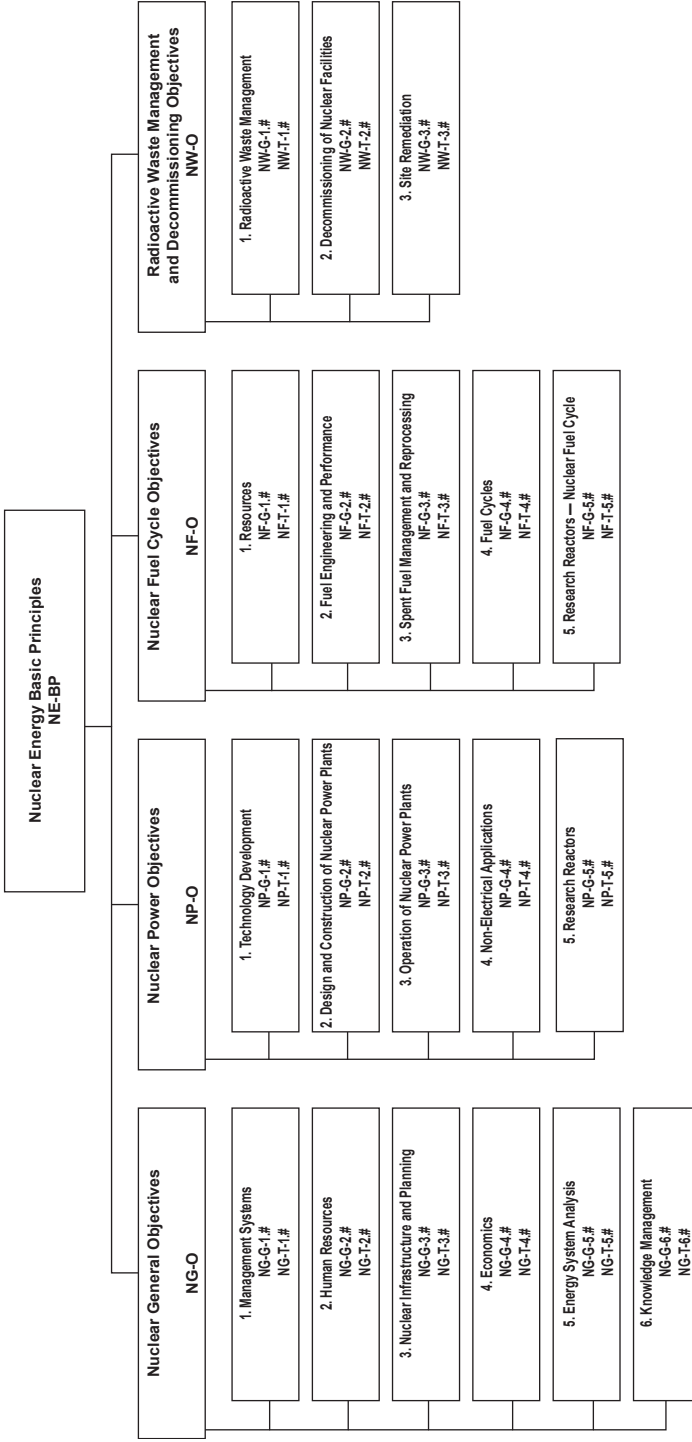 Nuclear Energy Basic Principles
NE-BP
Nuclear General Objectives
NG-O
1. Management Systems
NG-G-1.#
NG-T-1.#
2. Human Resources
NG-G-2.#
NG-T-2.#
3. Nuclear Infrastructure and Planning
NG-G-3.#
NG-T-3.#
4. Economics
NG-G-4.#
NG-T-4.#
5. Energy System Analysis
NG-G-5.#
NG-T-5.#
6. Knowledge Management
NG-G-6.#
NG-T-6.#
Nuclear Power Objectives
NP-O
1. Technology Development
NP-G-1.#
NP-T-1.#
2. Design and Construction of Nuclear Power Plants
NP-G-2.#
NP-T-2.#
3. Operation of Nuclear Power Plants
NP-G-3.#
NP-T-3.#
4. Non-Electrical Applications
NP-G-4.#
NP-T-4.#
5. Research Reactors
NP-G-5.#
NP-T-5.#
Nuclear Fuel Cycle Objectives
NF-O
1. Resources
NF-G-1.#
NF-T-1.#
2. Fuel Engineering and Performance
NF-G-2.#
NF-T-2.#
3. Spent Fuel Management and Reprocessing
NF-G-3.#
NF-T-3.#
4. Fuel Cycles
NF-G-4.#
NF-T-4.#
5. Research Reactors — Nuclear Fuel Cycle
NF-G-5.#
NF-T-5.#
Radioactive Waste Management
and Decommissioning Objectives
NW-O
1. Radioactive Waste Management
NW-G-1.#
NW-T-1.#
2. Decommissioning of Nuclear Facilities
NW-G-2.#
NW-T-2.#
3. Site Remediation
NW-G-3.#
NW-T-3.#